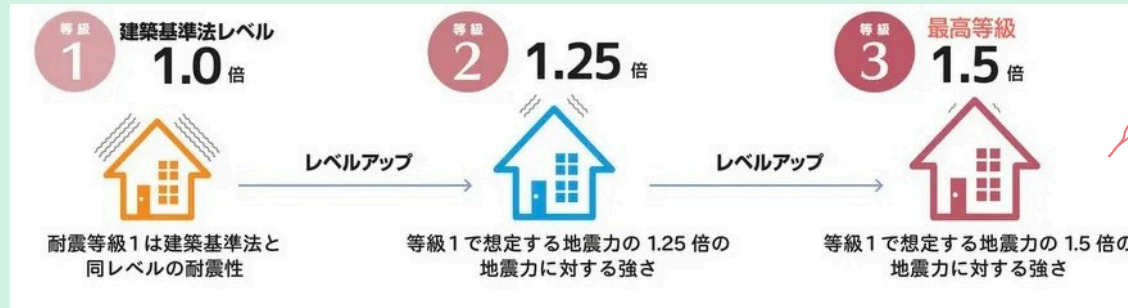 等級
1
建築基準法レベル
1.0 倍
耐震等級1は建築基準法と
同レベルの耐震性
レベルアップ
等級
2
1.25 倍
等級1で想定する地震力の 1.25 倍の
地震力に対する強さ
レベルアップ
等級
3
最高等級
1.5 倍
等級1で想定する地震力の 1.5 倍の
地震力に対する強さ